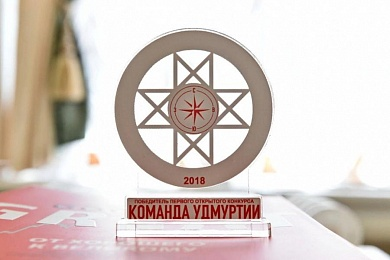 С
В
Ю
З
2018
ПОБЕДИТЕЛЬ ПЕРВОГО ОТКРЫТОГО КОНКУРСА
КОМАНДА УДМУРТИИ